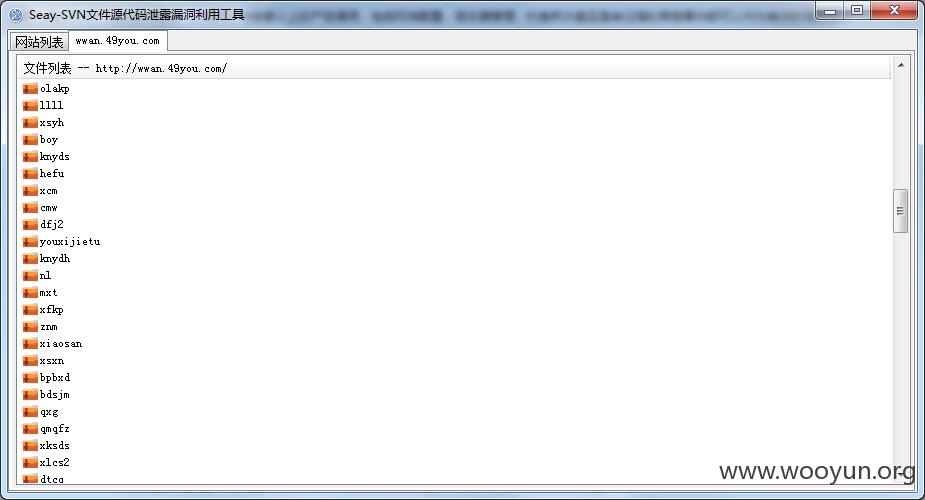 Seay-SVN文件源代码泄露漏洞利用工具
网站列表 wwan.49you.com
文件列表 -- http://wwan.49you.com/
olakp
llll
xsyh
boy
knyds
hefu
xcm
cmw
dfj2
youxijietu
knydh
nl
mxt
xfkp
znm
xiaosan
xsxn
bpbxd
bdsjm
qxg
qmqfz
xksds
xlcs2
dtcq
www.wooyun.org